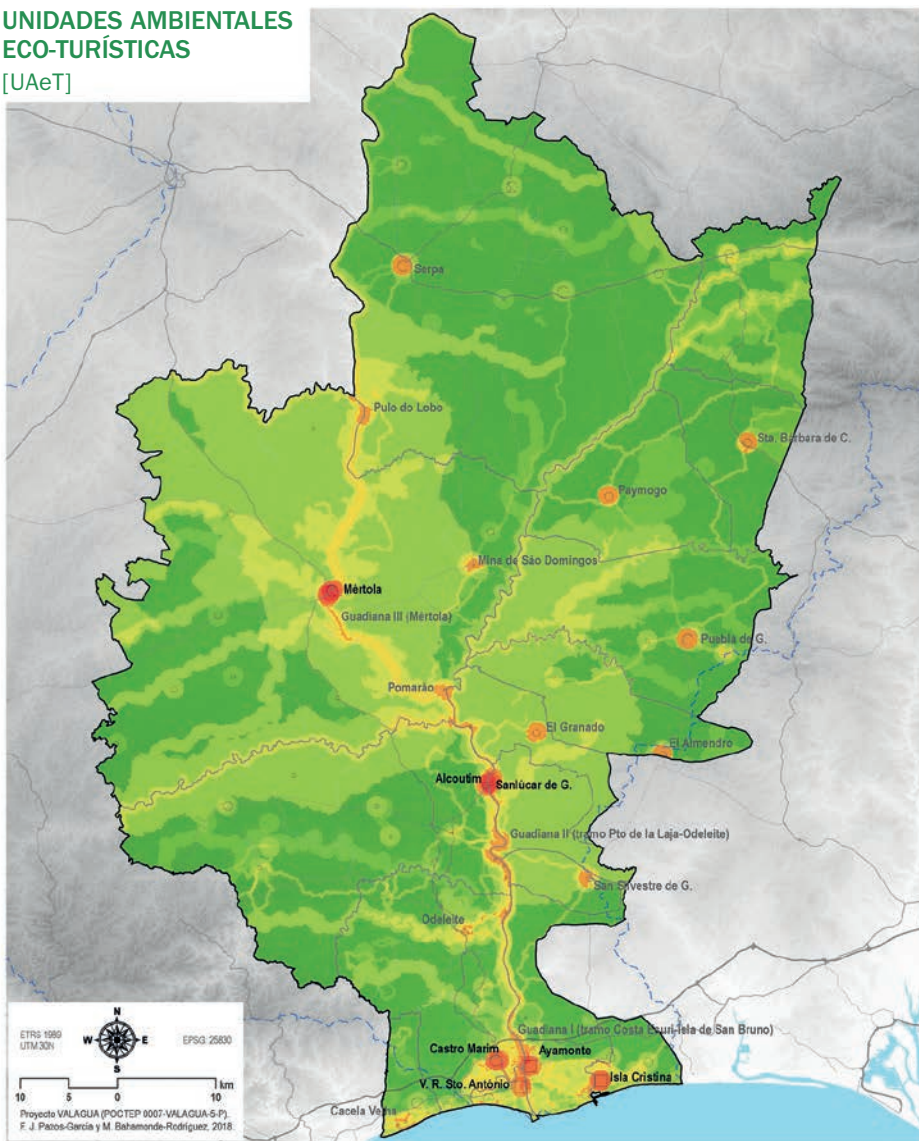 UNIDADES AMBIENTALES
ECO-TURÍSTICAS
[UAeT]
Serpa
Pulo do Lobo
Sta. Bárbara de C.
Paymogo
Mina de São Domingos
Mértola
Guadiana III (Mértola)
Puebla de G.
Pomarão
El Granado
El Almendro
Alcoutim
Sanlúcar de G.
Guadiana II (tramo Pto de la Laja-Odeleite)
San Silvestre de G.
Odeleite
Guadiana I (tramo Costa Esuri-Isla de San Bruno)
Castro Marim
Ayamonte
V. R. Sto. António
Isla Cristina
Cacela Velha
ETRS 1989
UTM 30N
N
W
E
S
EPSG: 25830
10 5 0 10 km
Proyecto VALAGUA (POCTEP 0007-VALAGUA-5-P).
F. J. Pazos-García y M. Bahamonde-Rodríguez, 2018.